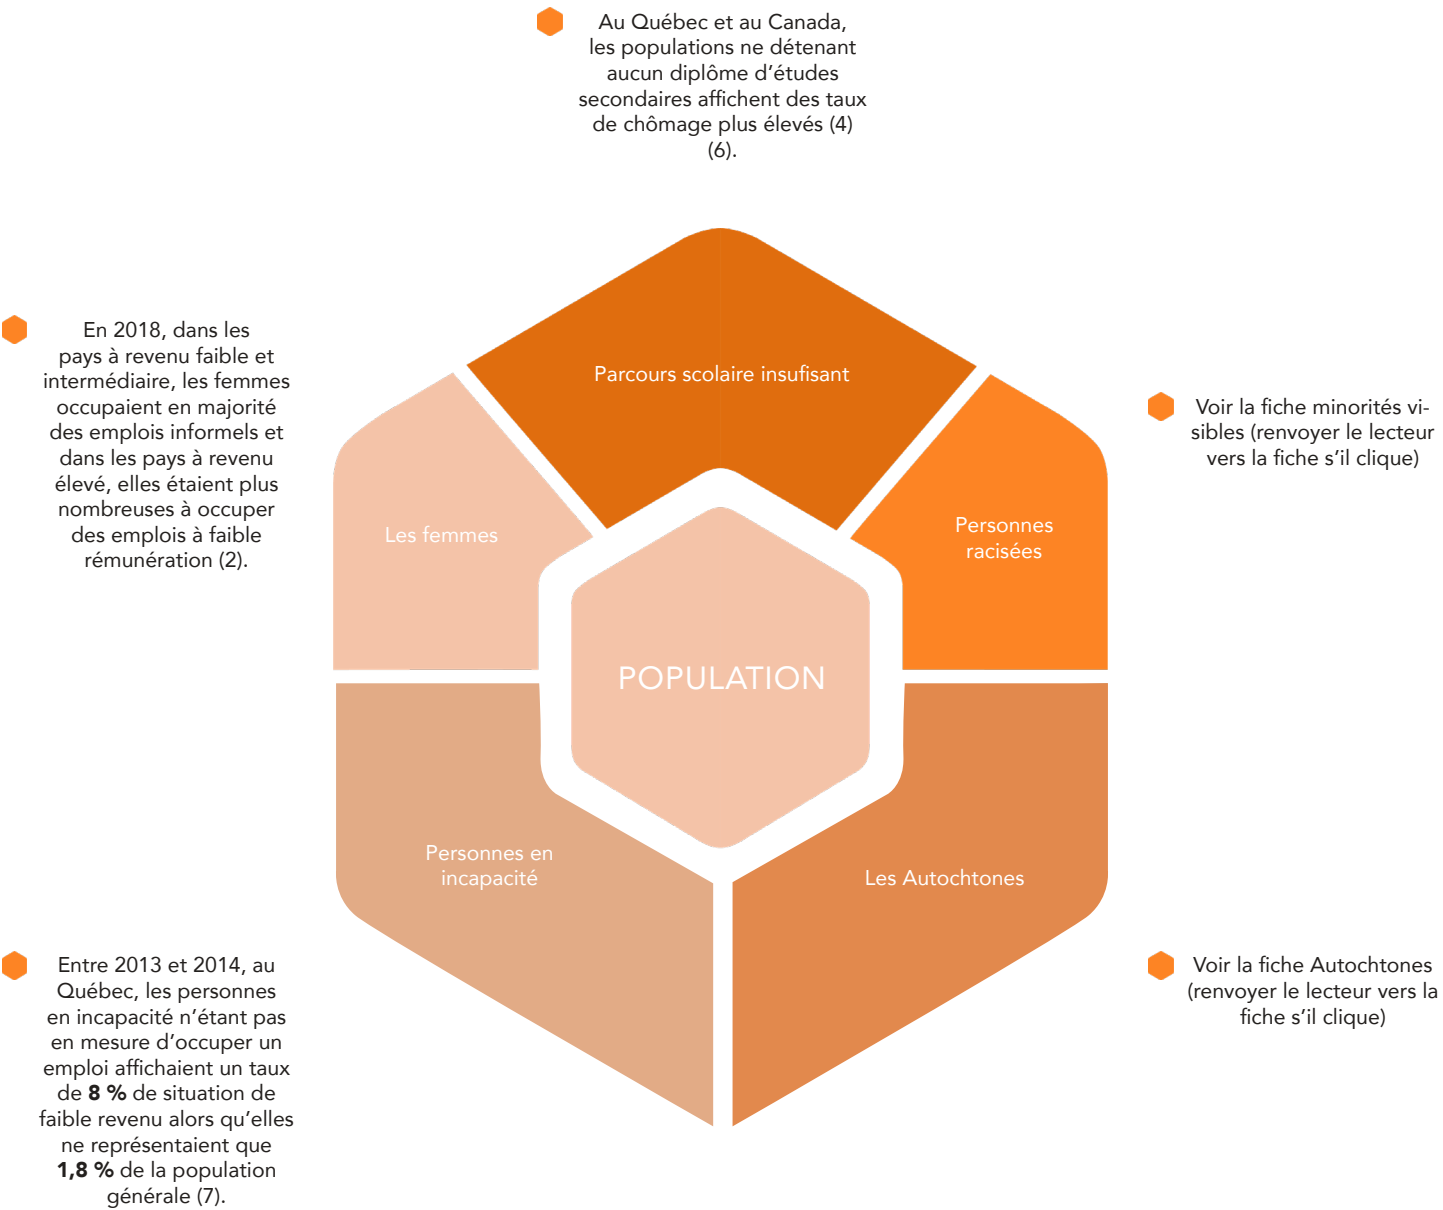 Au Québec et au Canada,
les populations ne détenant
aucun diplôme d’études
secondaires affichent des taux
de chômage plus élevés (4)
(6).
En 2018, dans les
pays à revenu faible et
intermédiaire, les femmes
occupaient en majorité
des emplois informels et
dans les pays à revenu
élevé, elles étaient plus
nombreuses à occuper
des emplois à faible
rémunération (2).
Parcours scolaire insufisant
Voir la fiche minorités vi-
sibles (renvoyer le lecteur
vers la fiche s’il clique)
Les femmes
Personnes
racisées
POPULATION
Personnes en
incapacité
Les Autochtones
Entre 2013 et 2014, au
Québec, les personnes
en incapacité n’étant pas
en mesure d’occuper un
emploi affichaient un taux
de 8 % de situation de
faible revenu alors qu’elles
ne représentaient que
1,8 % de la population
générale (7).
Voir la fiche Autochtones
(renvoyer le lecteur vers la
fiche s’il clique)